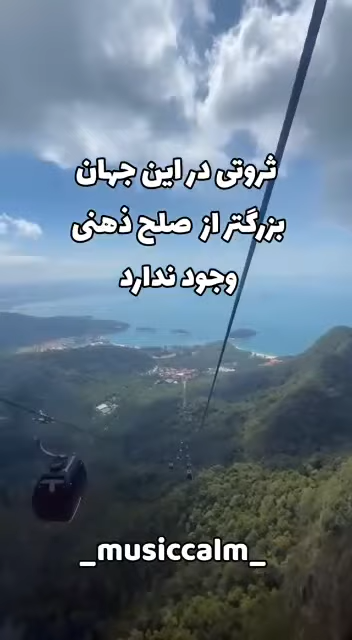 ثروتی در این جهان
بزرگتر از صلح ذهنی
وجود ندارد
_musiccalm_